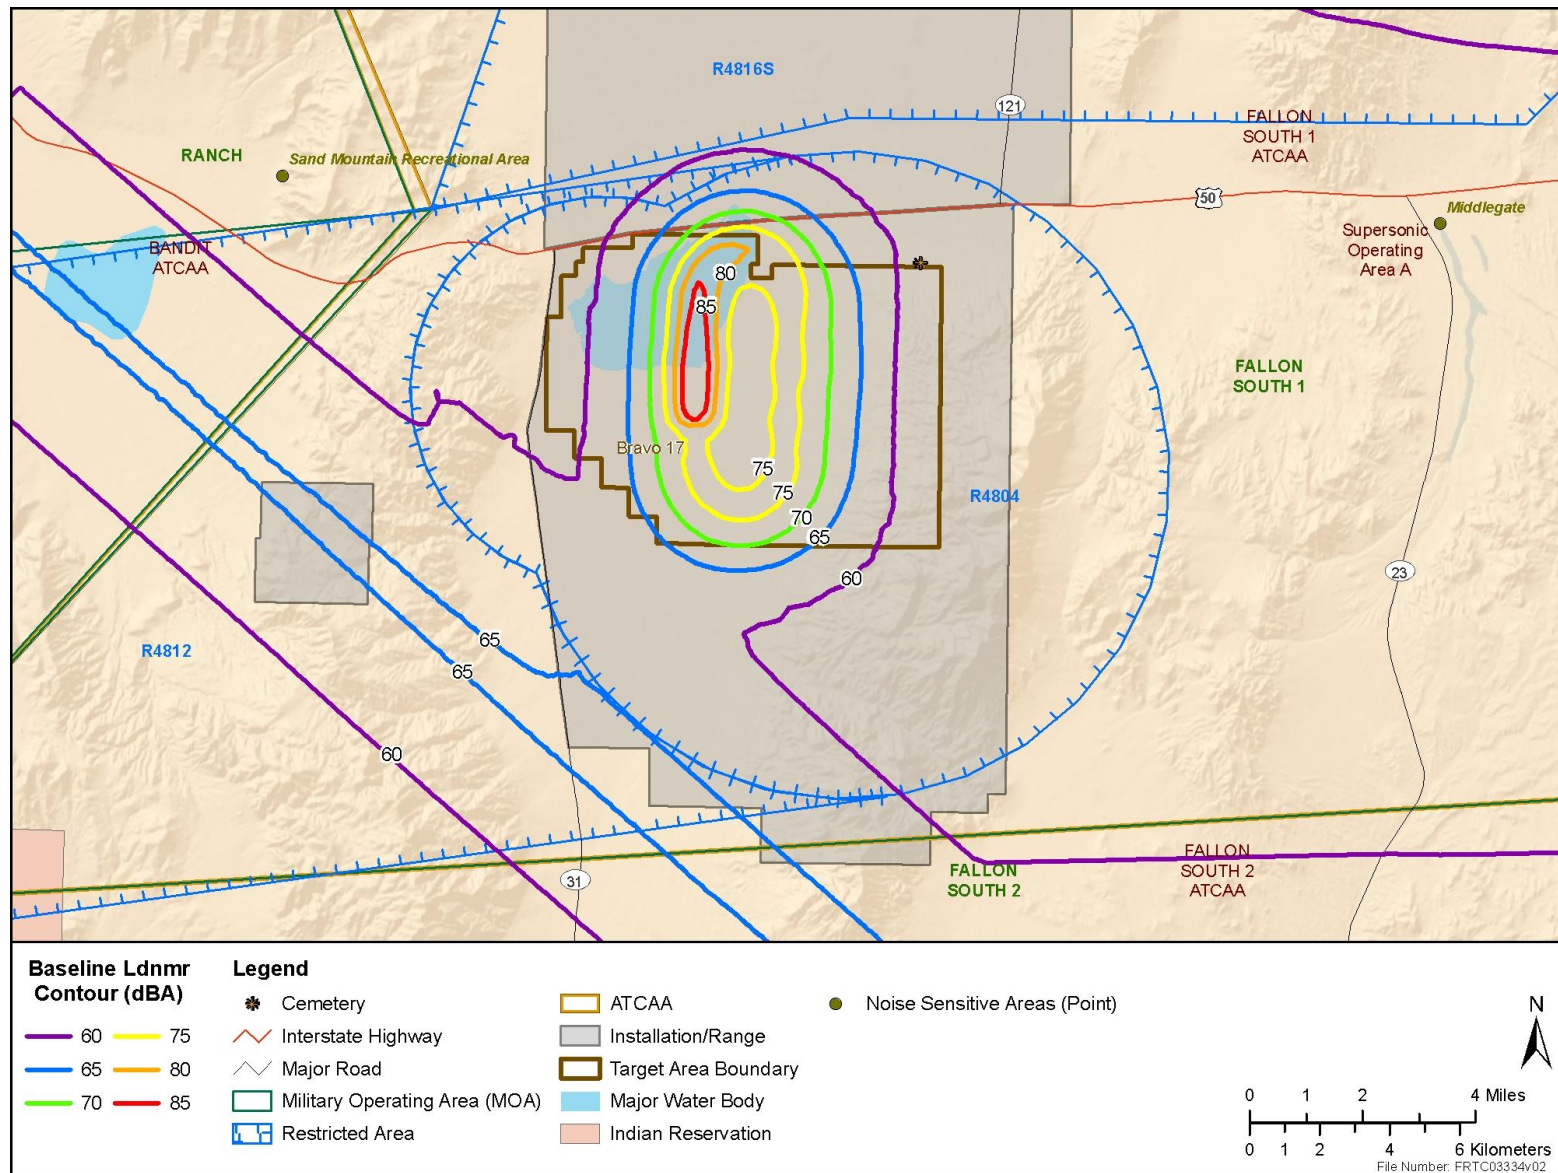 R4816S
121
FALLON
SOUTH 1
ATCAA
RANCH
Sand Mountain Recreational Area
50
Middlegate
BANDIT
ATCAA
Supersonic
Operating
Area A
80
85
FALLON
SOUTH 1
Bravo 17
75
75
R4804
70
65
60
23
65
R4812
65
60
31
FALLON
SOUTH 2
FALLON
SOUTH 2
ATCAA
Baseline Ldnmr
Contour (dBA)
60
75
65
80
70
85
Legend
Cemetery
Interstate Highway
Major Road
Military Operating Area (MOA)
Restricted Area
ATCAA
Installation/Range
Target Area Boundary
Major Water Body
Indian Reservation
Noise Sensitive Areas (Point)
N
0 1 2 4 Miles
0 1 2 4 6 Kilometers
File Number: FRTC03334v02